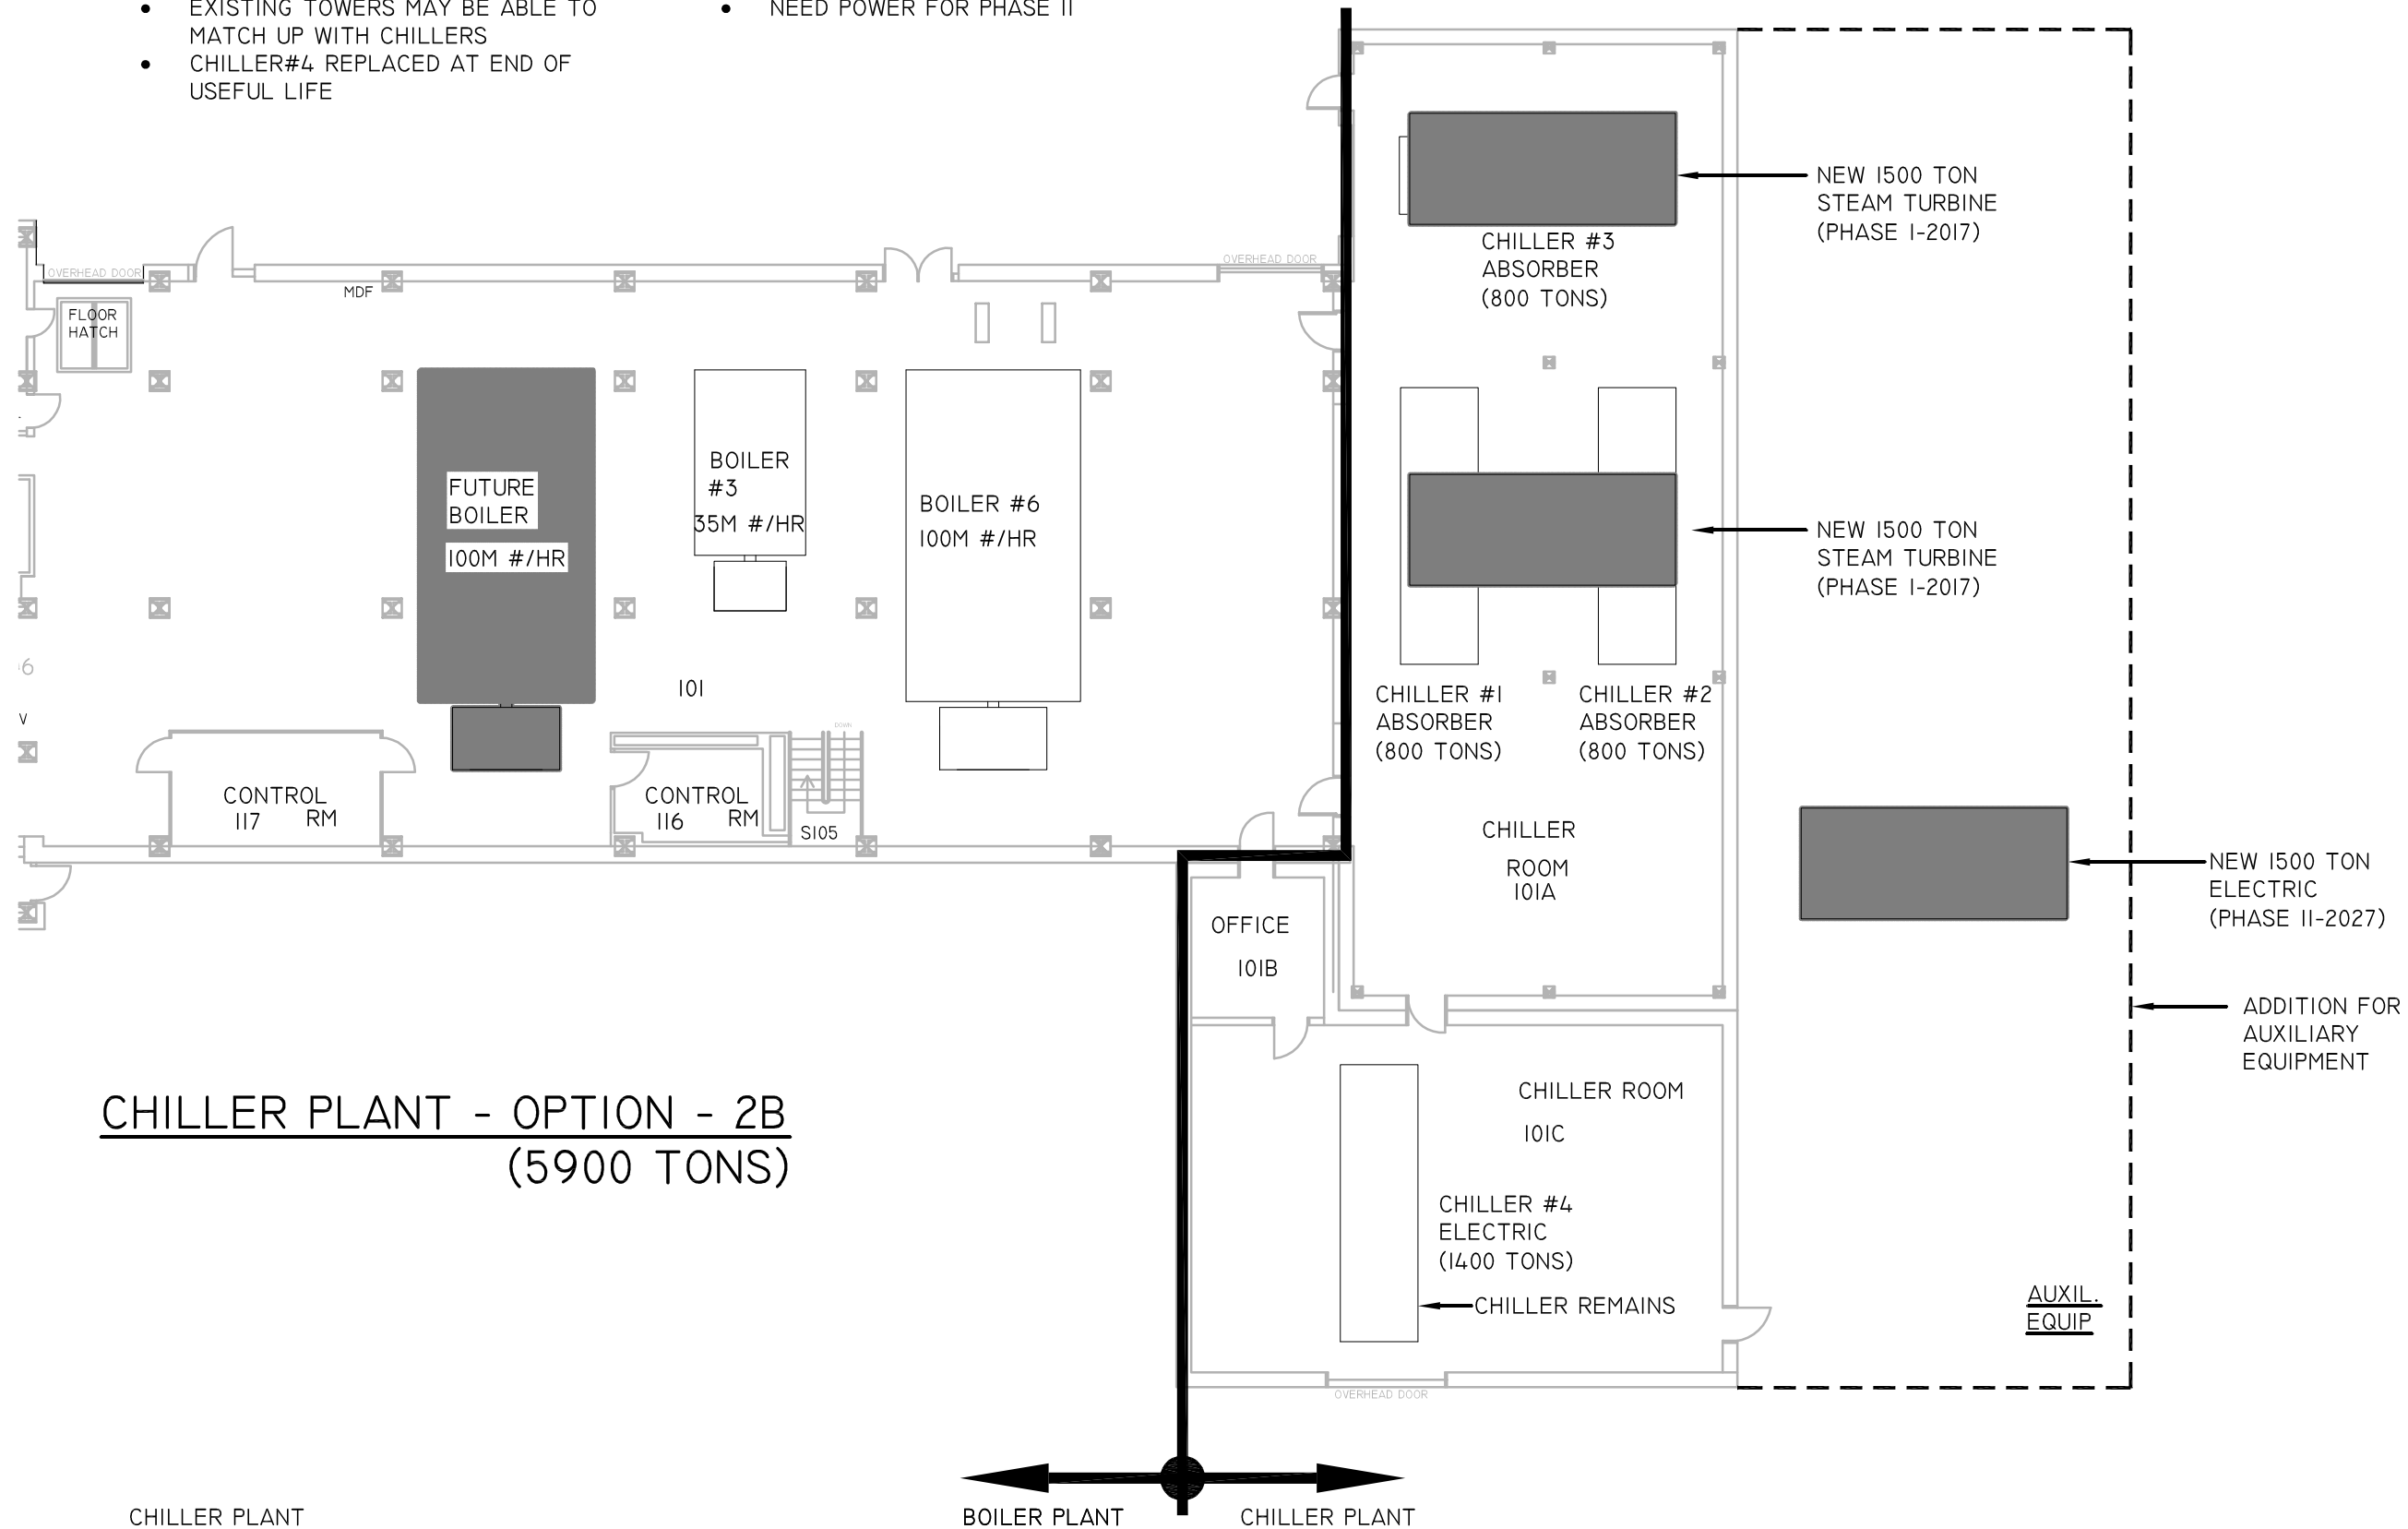 EXISTING TOWERS MAY BE ABLE TO
MATCH UP WITH CHILLERS
CHILLER#4 REPLACED AT END OF
USEFUL LIFE
NEED POWER FOR PHASE II
OVERHEAD DOOR
MDF
FLOOR
HATCH
OVERHEAD DOOR
FUTURE
BOILER
100M #/HR
BOILER
#3
35M #/HR
BOILER #6
100M #/HR
101
DOWN
CONTROL
117 RM
CONTROL
116 RM
S105
NEW 1500 TON
STEAM TURBINE
(PHASE I-2017)
CHILLER #3
ABSORBER
(800 TONS)
NEW 1500 TON
STEAM TURBINE
(PHASE I-2017)
CHILLER #1
ABSORBER
(800 TONS)
CHILLER #2
ABSORBER
(800 TONS)
CHILLER
ROOM
101A
NEW 1500 TON
ELECTRIC
(PHASE II-2027)
OFFICE
101B
ADDITION FOR
AUXILIARY
EQUIPMENT
CHILLER ROOM
101C
CHILLER #4
ELECTRIC
(1400 TONS)
CHILLER REMAINS
AUXIL.
EQUIP
OVERHEAD DOOR
CHILLER PLANT - OPTION - 2B
(5900 TONS)
BOILER PLANT
CHILLER PLANT
CHILLER PLANT